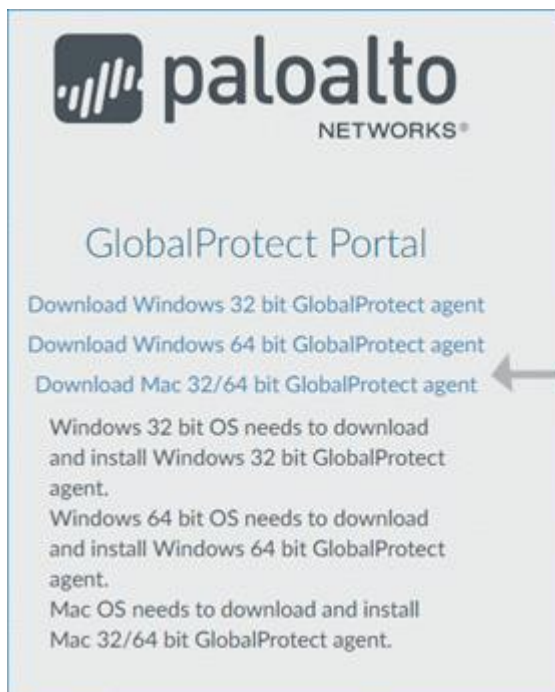 paloalto
NETWORKS®
GlobalProtect Portal
Download Windows 32 bit GlobalProtect agent
Download Windows 64 bit GlobalProtect agent
Download Mac 32/64 bit GlobalProtect agent
Windows 32 bit OS needs to download
and install Windows 32 bit GlobalProtect
agent.
Windows 64 bit OS needs to download
and install Windows 64 bit GlobalProtect
agent.
Mac OS needs to download and install
Mac 32/64 bit GlobalProtect agent.